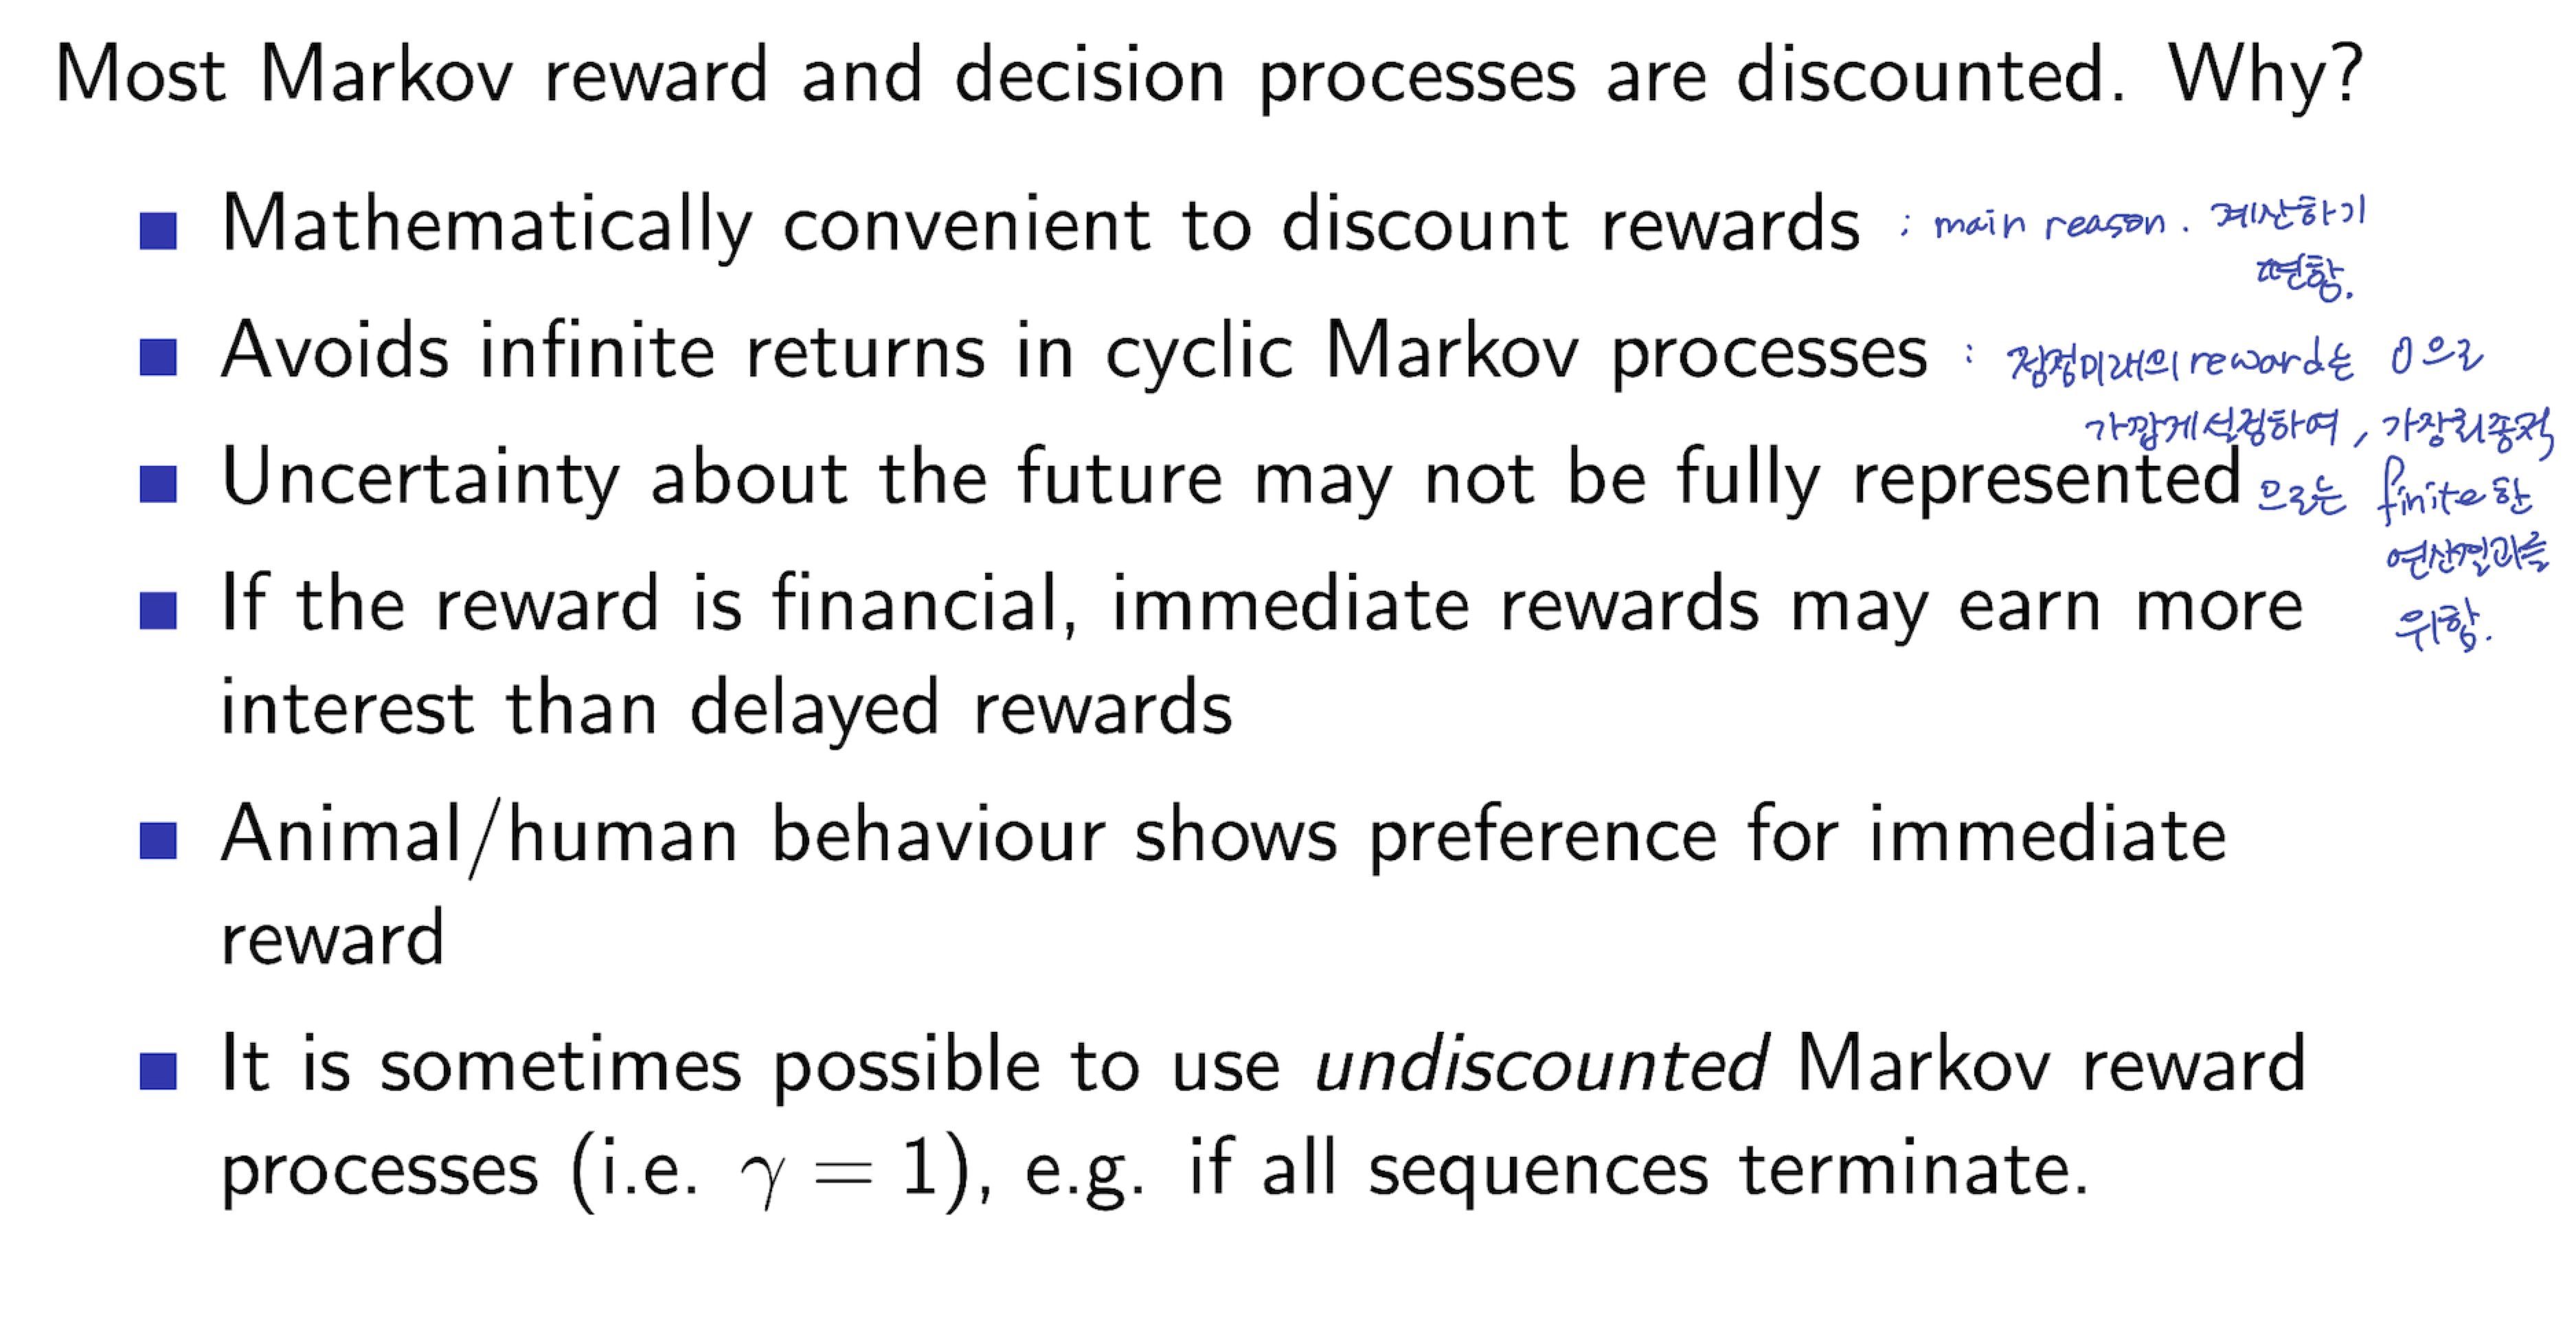 Most Markov reward and decision processes are discounted. Why?
■ Mathematically convenient to discount rewards ; main reason. 계산하기
편함.
■ Avoids infinite returns in cyclic Markov processes : 점점미래의 reward는 0으로
가깝게 설정하여, 가장최종적
■ Uncertainty about the future may not be fully represented 으로는 finite한
연산결과를
■ If the reward is financial, immediate rewards may earn more
위함.
interest than delayed rewards
■ Animal/human behaviour shows preference for immediate
reward
■ It is sometimes possible to use undiscounted Markov reward
processes (i.e. γ = 1), e.g. if all sequences terminate.